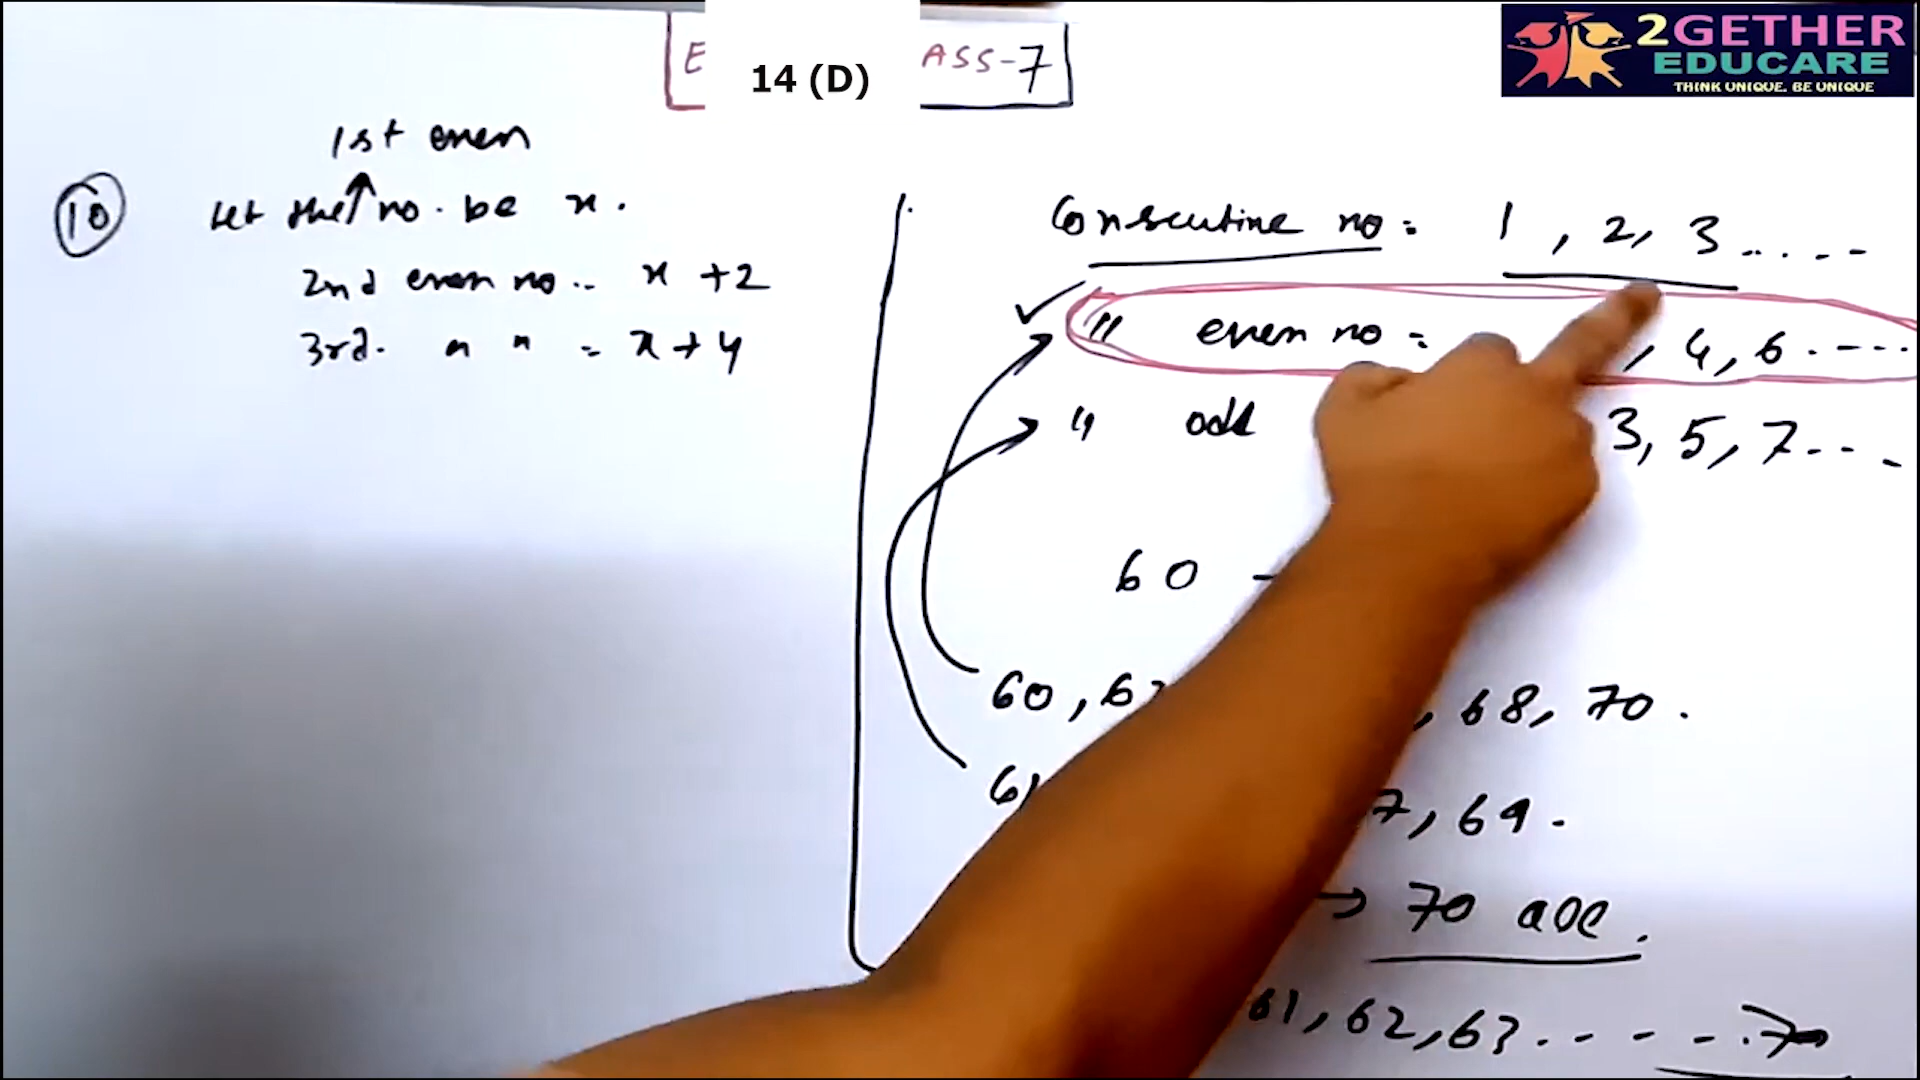 E
14 (D)
ASS-7
2GETHER
EDUCARE
THINK UNIQUE. BE UNIQUE
1st even
10 Let the no. be x.
2nd even no.. x +2
3rd. " " = x + 4
Consecutive no = 1, 2, 3.....
" even no = , 4, 6.---..
" odd 3, 5, 7--- -
60 -
60, 62 , 68, 70.
61 7, 69.
→ 70 are.
61, 62, 63.-- - - -.70